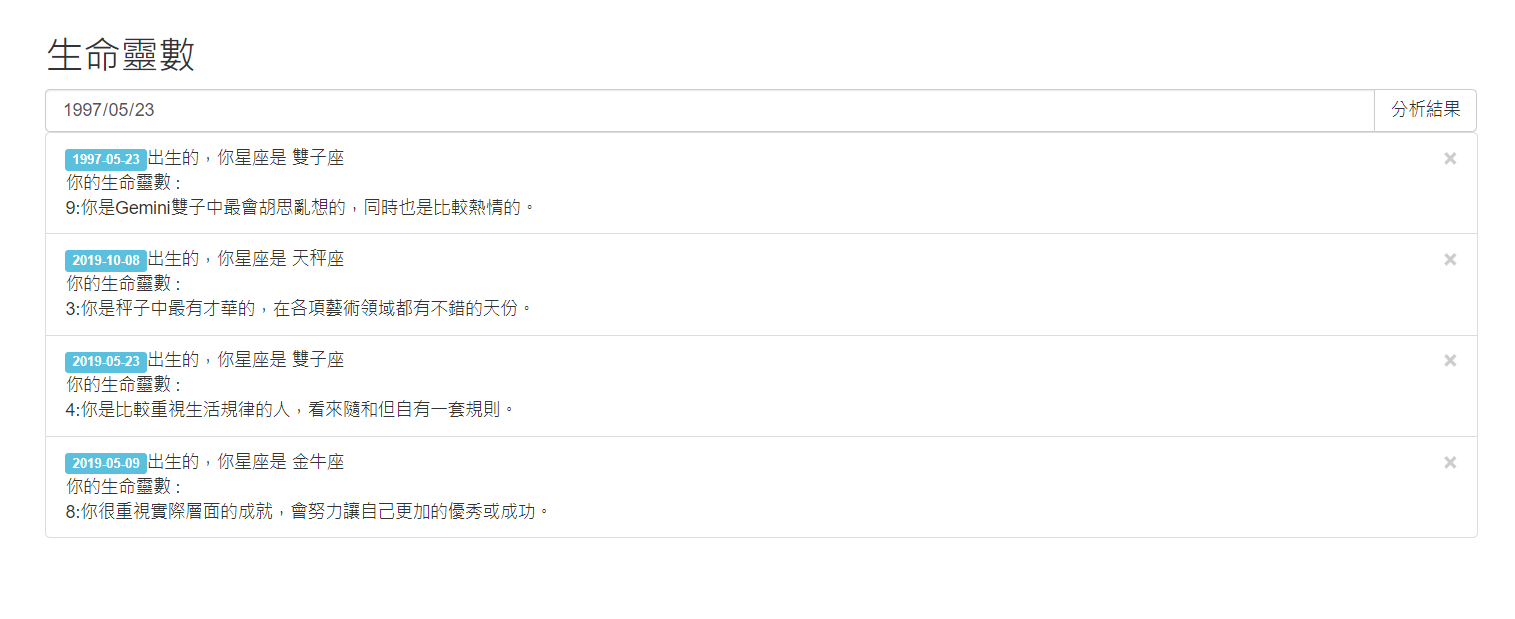 生命靈數
1997/05/23
分析結果
1997-05-23出生的，你星座是 雙子座 ×
你的生命靈數 :
9:你是Gemini雙子中最會胡思亂想的，同時也是比較熱情的。
2019-10-08出生的，你星座是 天秤座 ×
你的生命靈數 :
3:你是秤子中最有才華的，在各項藝術領域都有不錯的天份。
2019-05-23出生的，你星座是 雙子座 ×
你的生命靈數 :
4:你是比較重視生活規律的人，看來隨和但自有一套規則。
2019-05-09出生的，你星座是 金牛座 ×
你的生命靈數 :
8:你很重視實際層面的成就，會努力讓自己更加的優秀或成功。